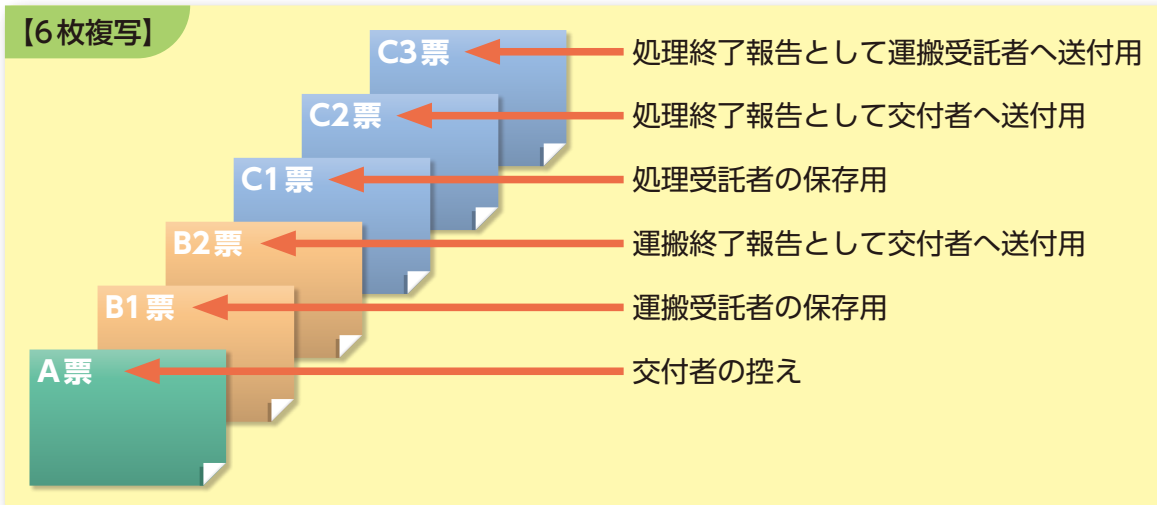 【6枚複写】
C3票 処理終了報告として運搬受託者へ送付用
C2票 処理終了報告として交付者へ送付用
C1票 処理受託者の保存用
B2票 運搬終了報告として交付者へ送付用
B1票 運搬受託者の保存用
A票 交付者の控え